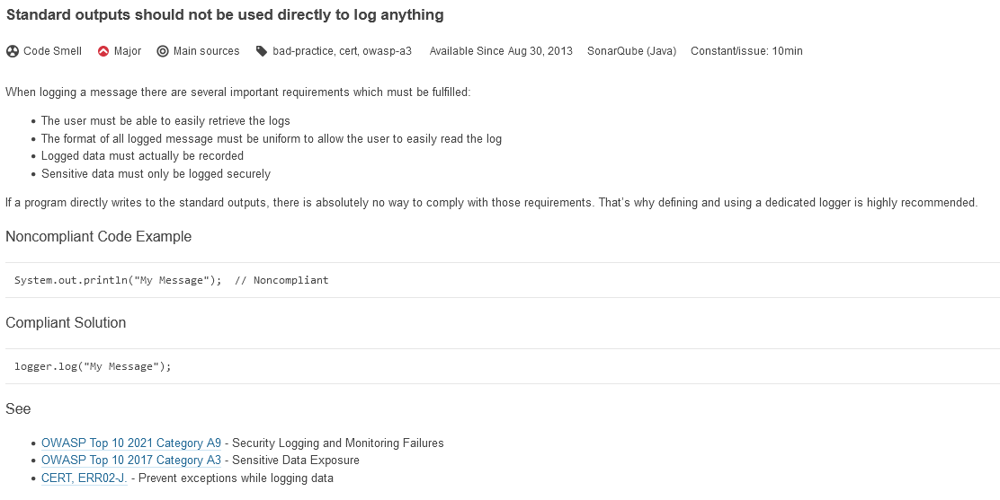 Standard outputs should not be used directly to log anything
Code Smell Major Main sources bad-practice, cert, owasp-a3 Available Since Aug 30, 2013 SonarQube (Java) Constant/issue: 10min
When logging a message there are several important requirements which must be fulfilled:
• The user must be able to easily retrieve the logs
• The format of all logged message must be uniform to allow the user to easily read the log
• Logged data must actually be recorded
• Sensitive data must only be logged securely
If a program directly writes to the standard outputs, there is absolutely no way to comply with those requirements. That's why defining and using a dedicated logger is highly recommended.
Noncompliant Code Example
System.out.println("My Message");  // Noncompliant
Compliant Solution
logger.log("My Message");
See
• OWASP Top 10 2021 Category A9 - Security Logging and Monitoring Failures
• OWASP Top 10 2017 Category A3 - Sensitive Data Exposure
• CERT, ERR02-J. - Prevent exceptions while logging data